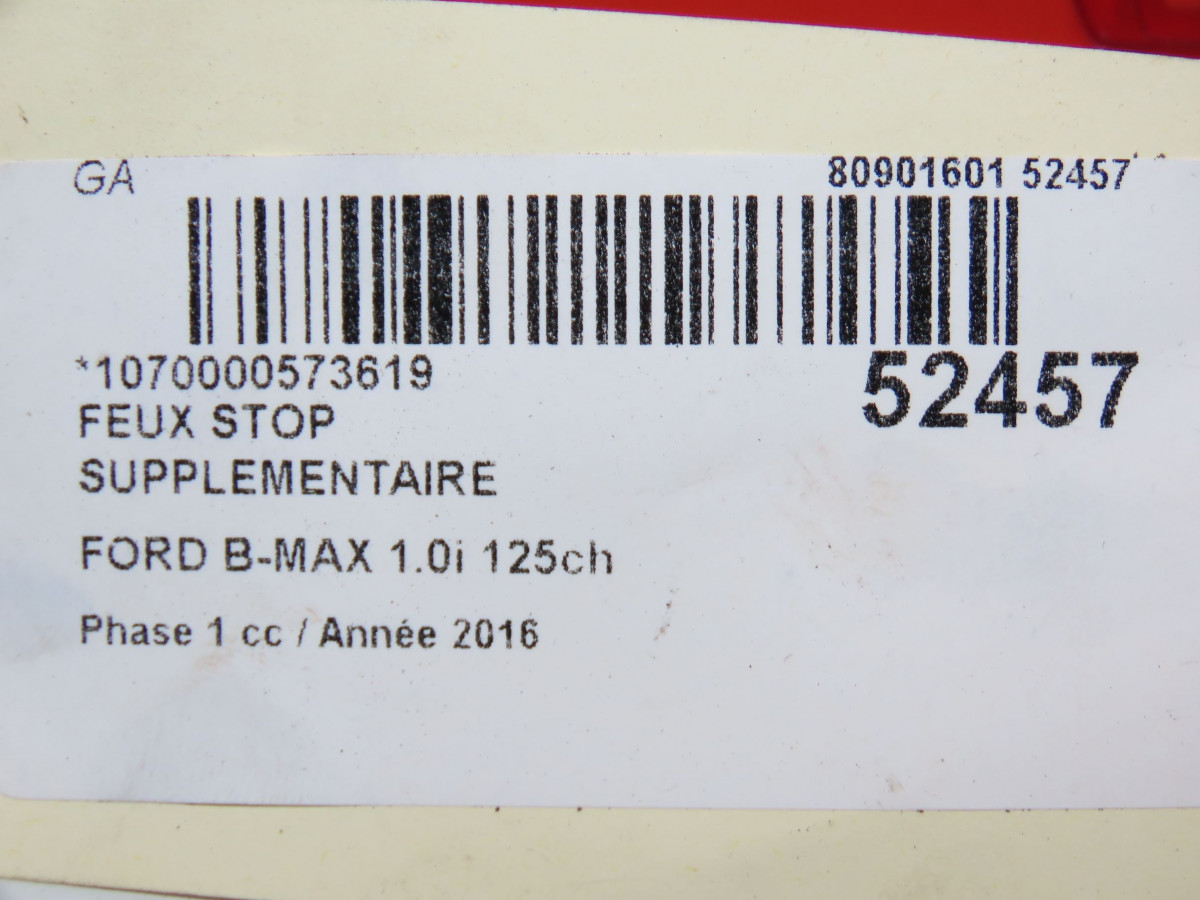 GA 80901601 52457
*1070000573619 52457
FEUX STOP
SUPPLEMENTAIRE
FORD B-MAX 1.0i 125ch
Phase 1 cc / Année 2016